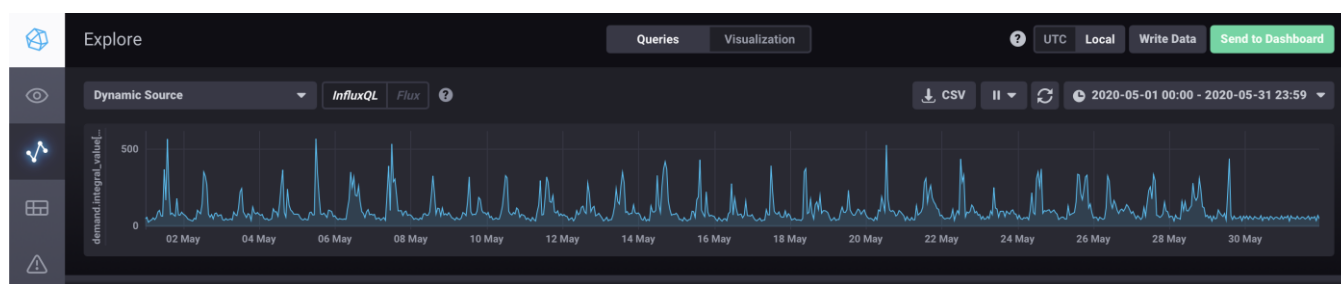 Explore
Queries
Visualization
UTC
Local
Write Data
Send to Dashboard
Dynamic Source
InfluxQL
Flux
CSV
2020-05-01 00:00 - 2020-05-31 23:59
demand.integral_value[...
500
0
02 May
04 May
06 May
08 May
10 May
12 May
14 May
16 May
18 May
20 May
22 May
24 May
26 May
28 May
30 May